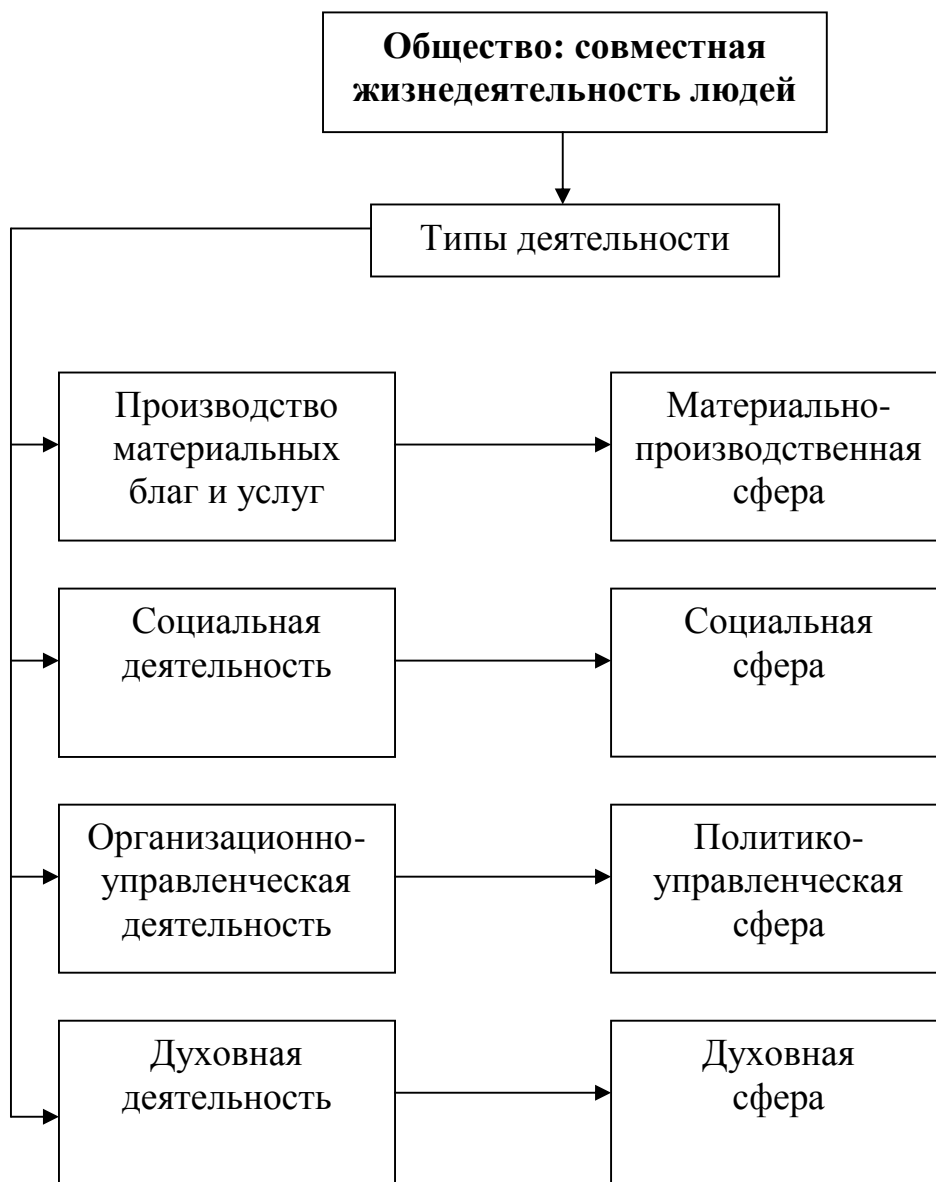 Общество: совместная
жизнедеятельность людей
Типы деятельности
Производство
материальных
благ и услуг
Материально-
производственная
сфера
Социальная
деятельность
Социальная
сфера
Организационно-
управленческая
деятельность
Политико-
управленческая
сфера
Духовная
деятельность
Духовная
сфера